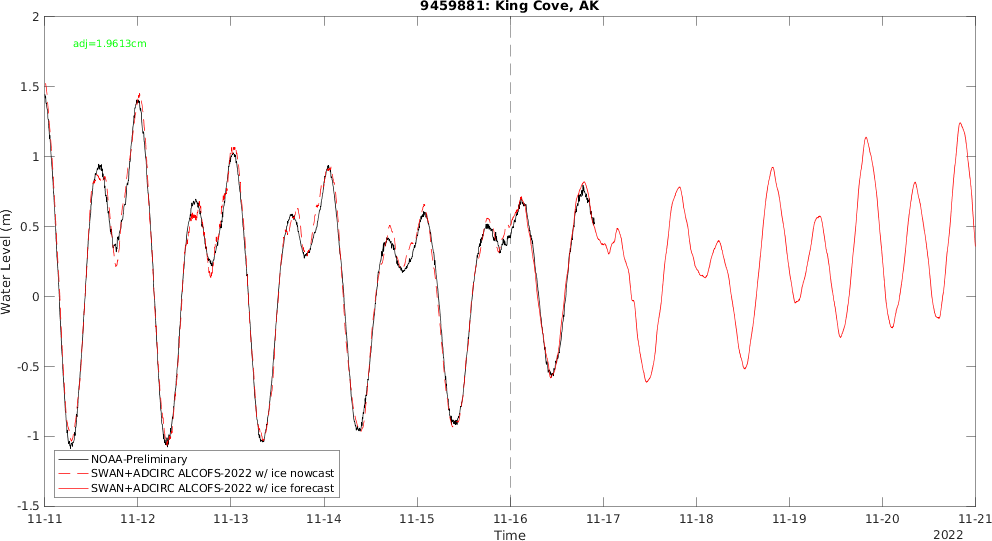 9459881: King Cove, AK
adj=1.9613cm
2
1.5
1
0.5
0
-0.5
-1
-1.5
Water Level (m)
NOAA-Preliminary
SWAN+ADCIRC ALCOFS-2022 w/ ice nowcast
SWAN+ADCIRC ALCOFS-2022 w/ ice forecast
11-11 11-12 11-13 11-14 11-15 11-16 11-17 11-18 11-19 11-20 11-21
Time
2022